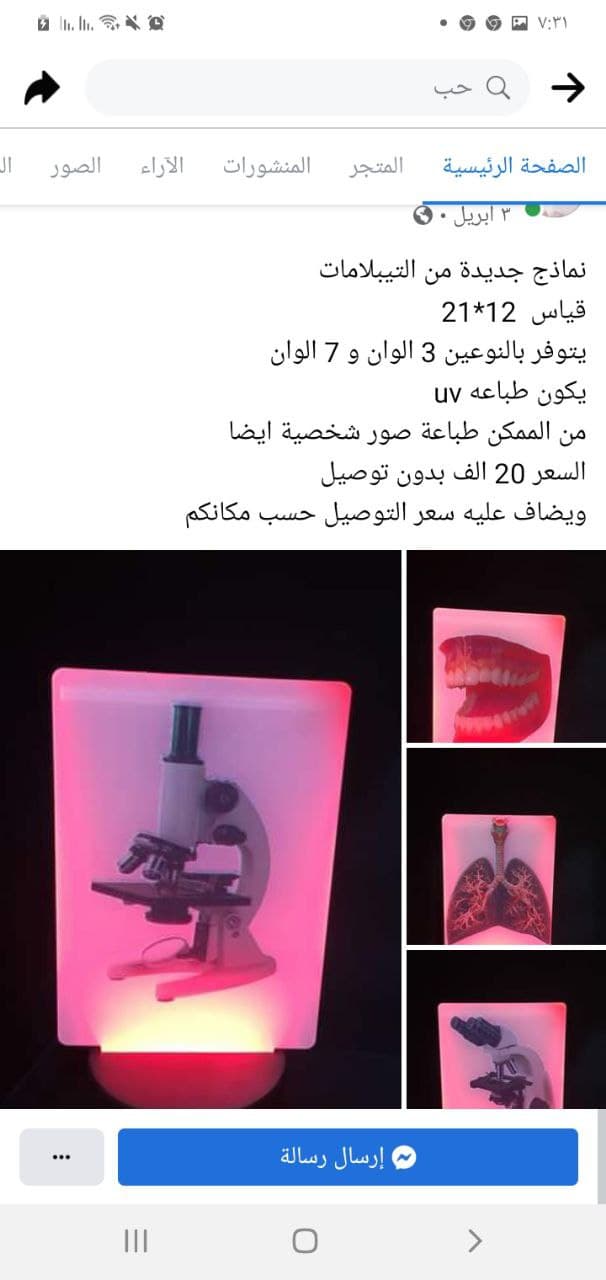 ٧:٣١
حب
الصفحة الرئيسية
المتجر
المنشورات
الآراء
الصور
ال
٣ أبريل
نماذج جديدة من التيبلامات
قياس 12*21
يتوفر بالنوعين 3 الوان و 7 الوان
يكون طباعه uv
من الممكن طباعة صور شخصية ايضا
السعر 20 الف بدون توصيل
ويضاف عليه سعر التوصيل حسب مكانكم
إرسال رسالة